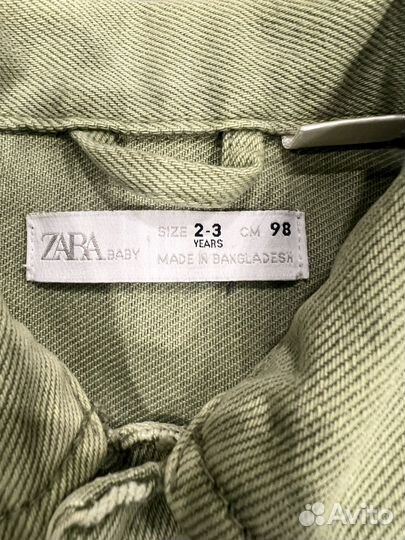 ZARA BABY SIZE 2-3 CM 98
YEARS
MADE IN BANGLADESH
Avito